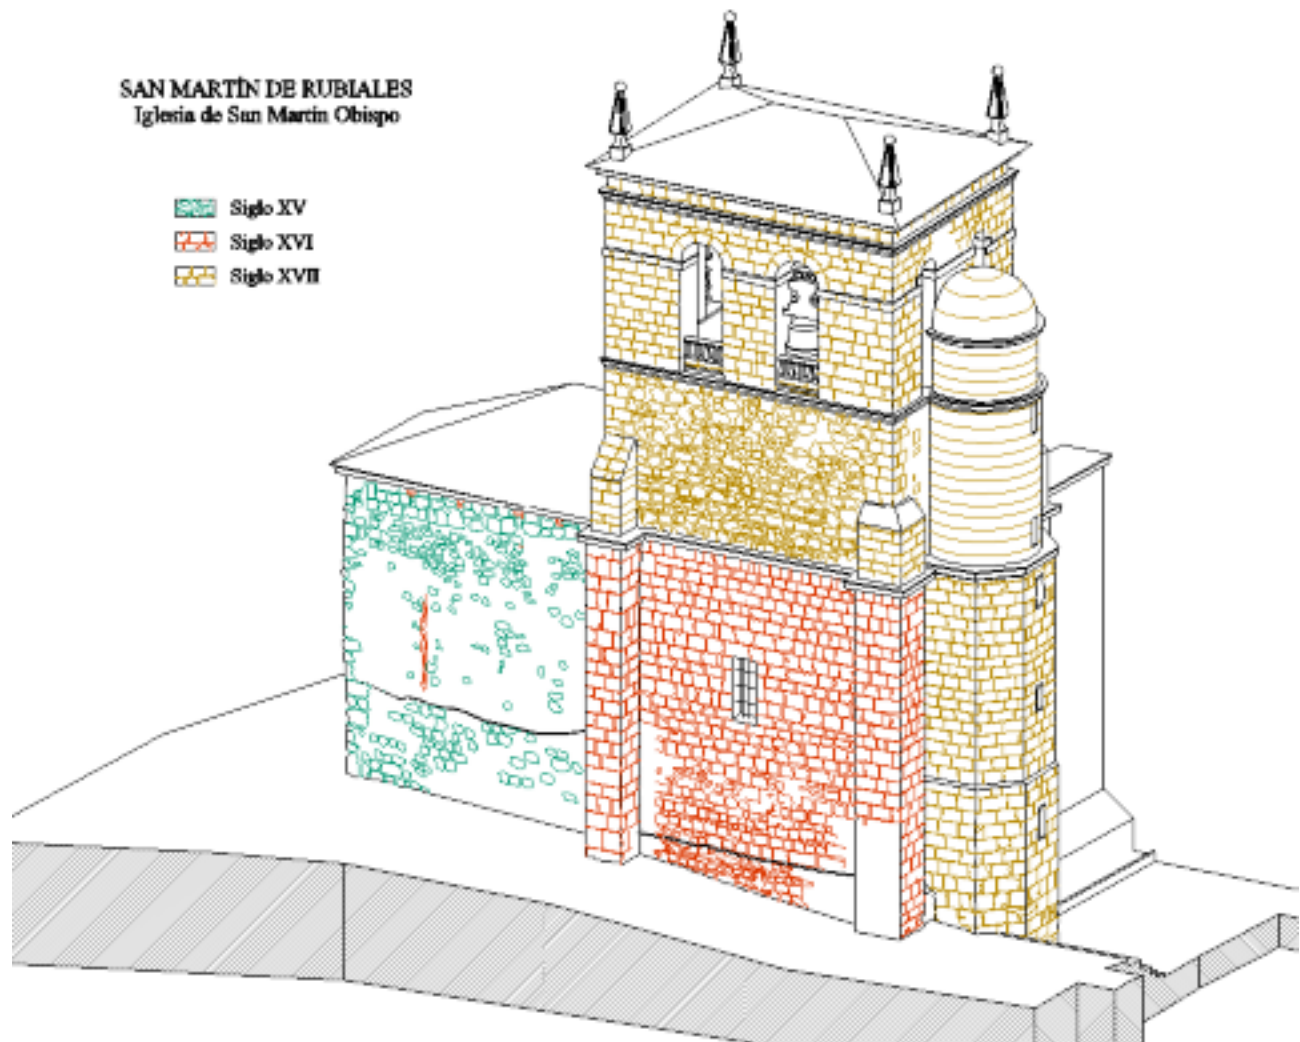 SAN MARTÍN DE RUBIALES
Iglesia de San Martín Obispo
Siglo XV
Siglo XVI
Siglo XVII